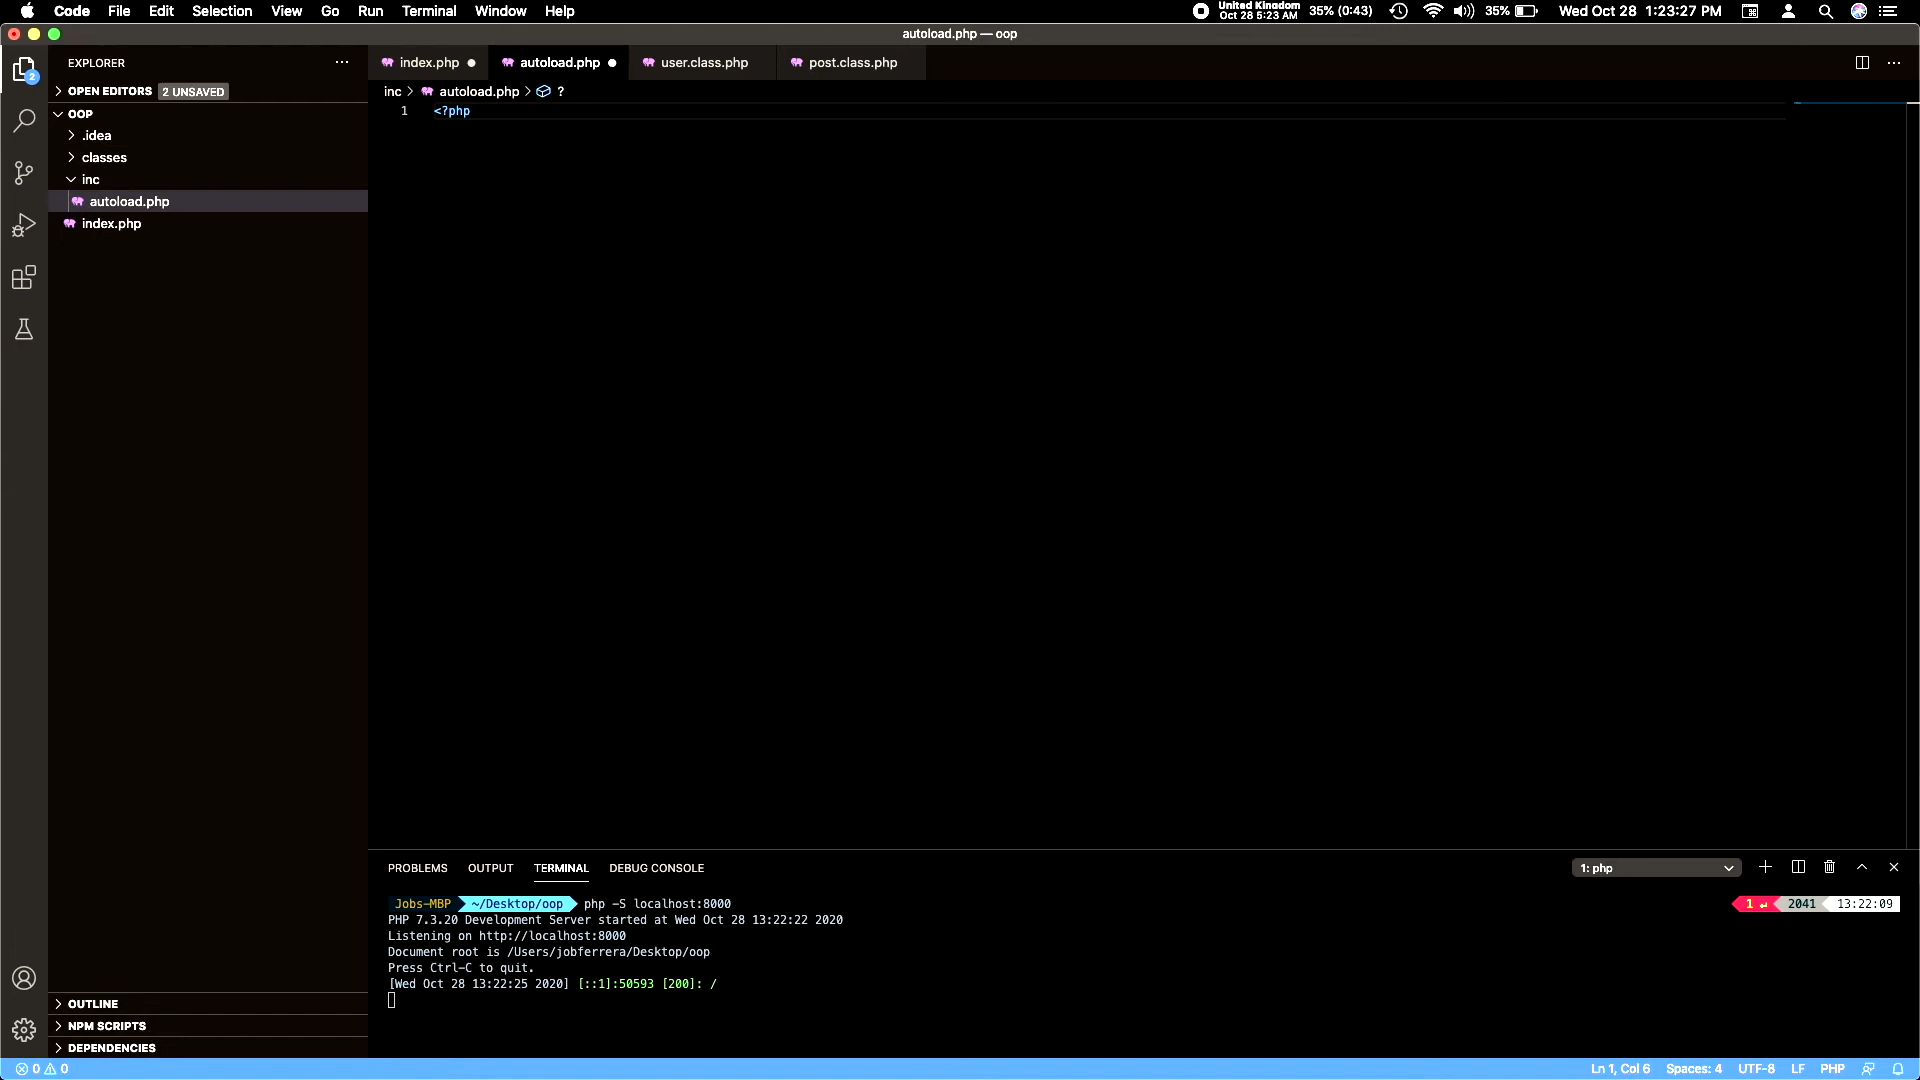 Code File Edit Selection View Go Run Terminal Window Help
United Kingdom
Oct 28 5:23 AM
35% (0:43) 35% Wed Oct 28 1:23:27 PM
autoload.php — oop
2
EXPLORER
index.php autoload.php user.class.php post.class.php
OPEN EDITORS 2 UNSAVED
inc > autoload.php > ?
OOP
.idea
classes
inc
autoload.php
index.php
1 <?php
PROBLEMS OUTPUT TERMINAL DEBUG CONSOLE
1: php
Jobs-MBP ~/Desktop/oop php -S localhost:8000
1 ↵ 2041 13:22:09
PHP 7.3.20 Development Server started at Wed Oct 28 13:22:22 2020
Listening on http://localhost:8000
Document root is /Users/jobferrera/Desktop/oop
Press Ctrl-C to quit.
[Wed Oct 28 13:22:25 2020] [::1]:50593 [200]: /
OUTLINE
NPM SCRIPTS
DEPENDENCIES
0 0
Ln 1, Col 6 Spaces: 4 UTF-8 LF PHP